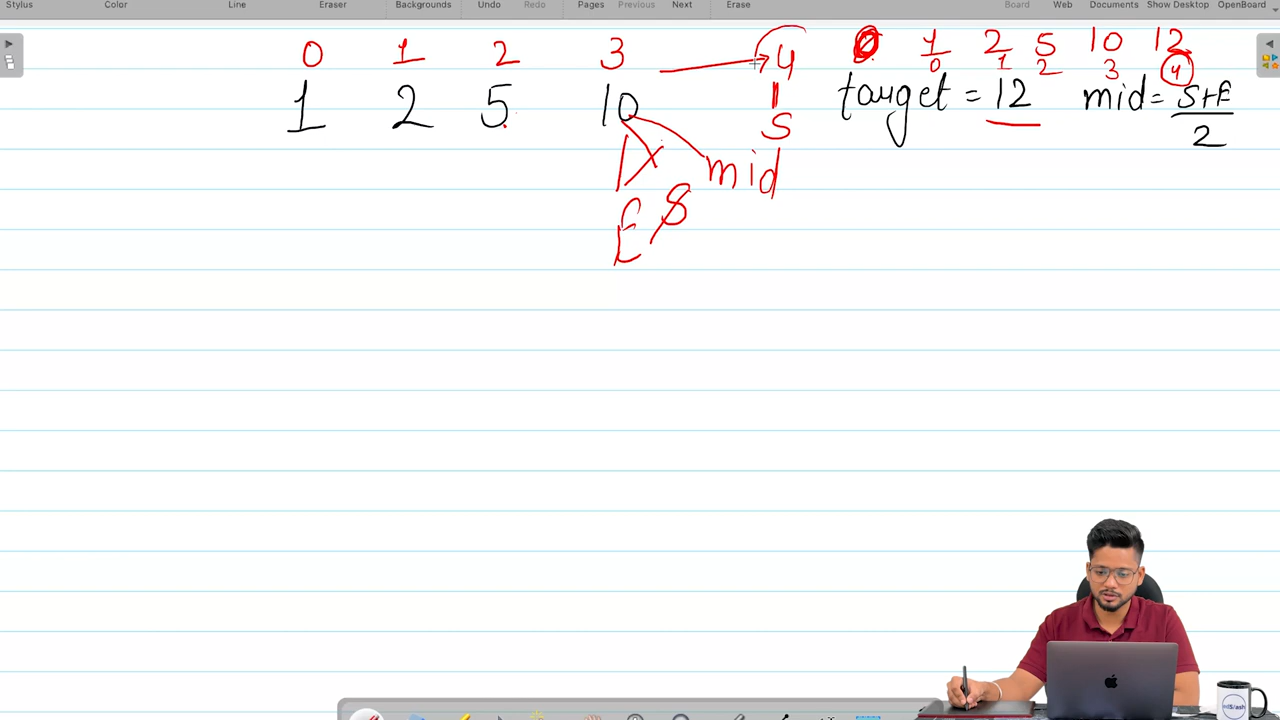 Stylus Color Line Eraser Backgrounds Undo Redo Pages Previous Next Erase Board Web Documents Show Desktop OpenBoard
0 1 2 3 4 0 1 2 5 10 12
0 1 2 3 4
1 2 5 10 target = 12 mid = S+E
2
S
mid
S
E